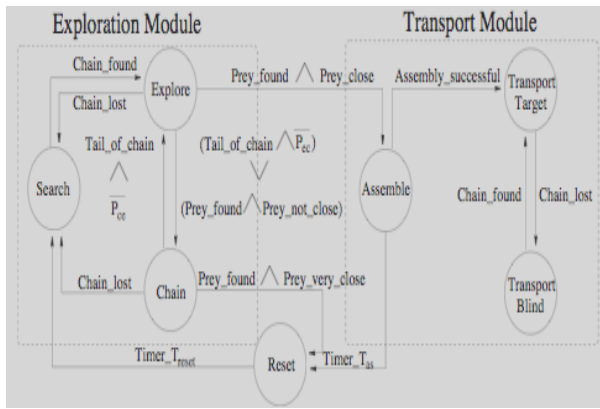 Exploration Module
Transport Module
Chain_found
Explore
Prey_found ∧ Prey_close
Assembly_successful
Transport
Target
Chain_lost
Tail_of_chain
∧
P̅ce
(Tail_of_chain ∧ P̅ec)
∨
(Prey_found ∧ Prey_not_close)
Search
Assemble
Chain_found
Chain_lost
Chain_lost
Chain
Prey_found ∧ Prey_very_close
Transport
Blind
Timer_Treset
Reset
Timer_Tas